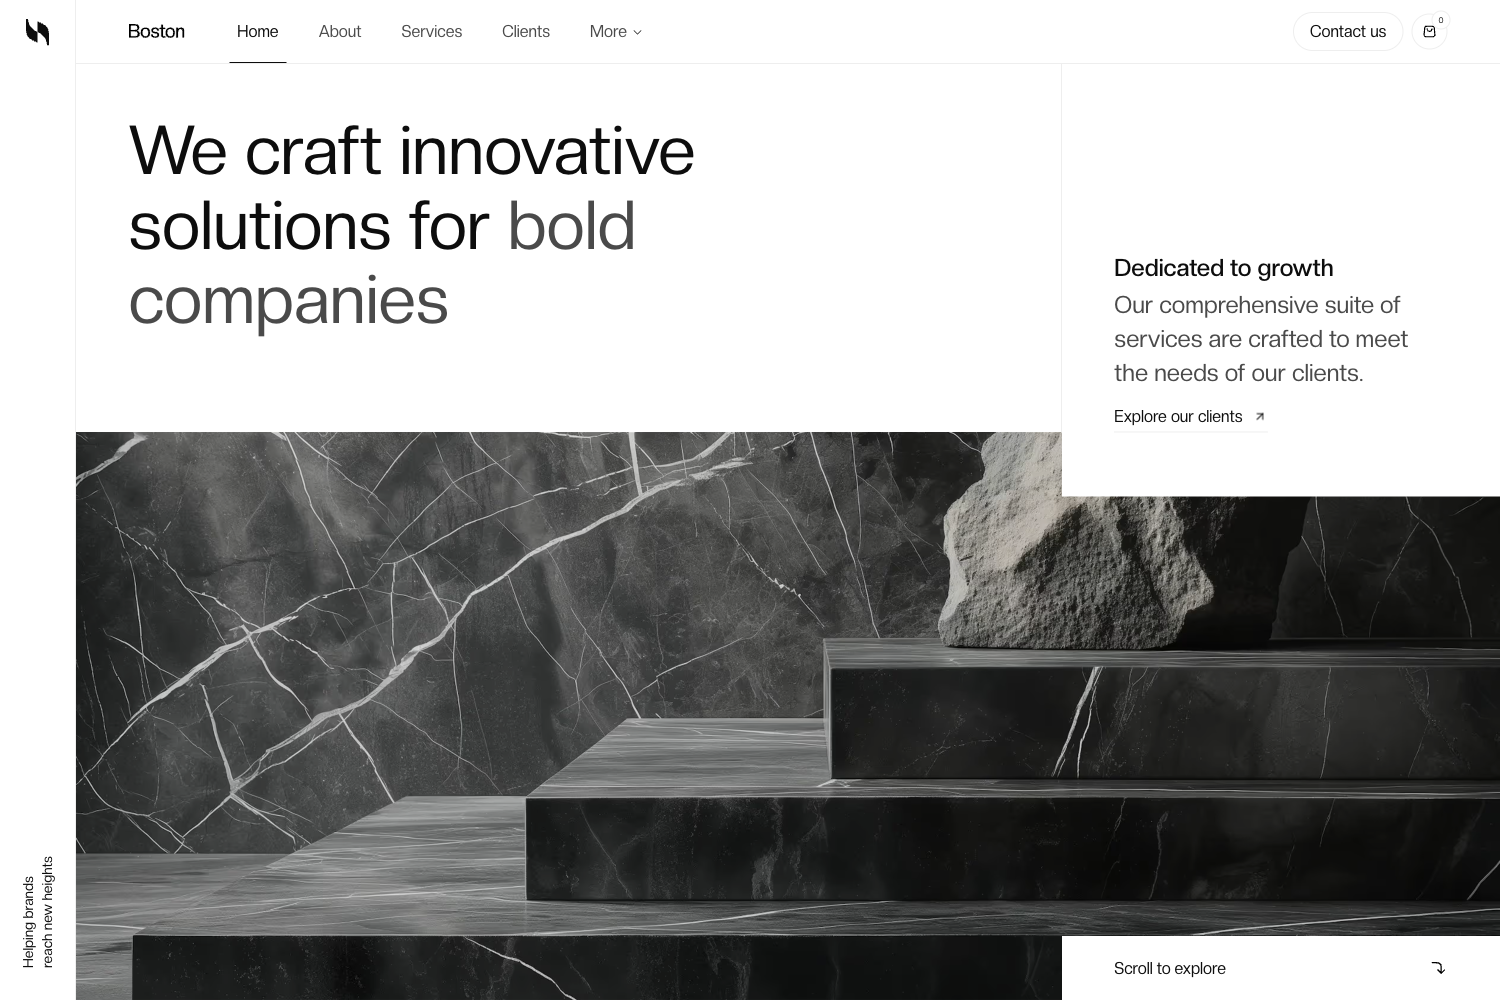 Boston
Home
About
Services
Clients
More
Contact us
0
We craft innovative
solutions for bold
companies
Dedicated to growth
Our comprehensive suite of
services are crafted to meet
the needs of our clients.
Explore our clients
Helping brands
reach new heights
Scroll to explore